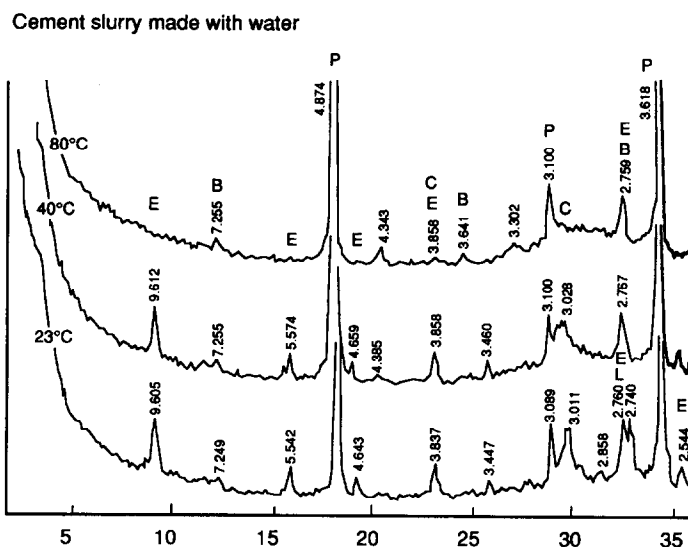 Cement slurry made with water
P
P
4.874
3.618
80°C
P
E
B
3.100
2.759
C
E
B
7.255
E
4.343
C
E
3.858
B
3.641
3.302
E
E
40°C
9.612
7.255
5.574
4.659
4.385
3.858
3.460
3.100
3.028
2.767
23°C
9.605
7.249
5.542
4.643
3.837
3.447
3.089
3.011
2.858
E
L
2.760
2.740
E
2.544
5 10 15 20 25 30 35